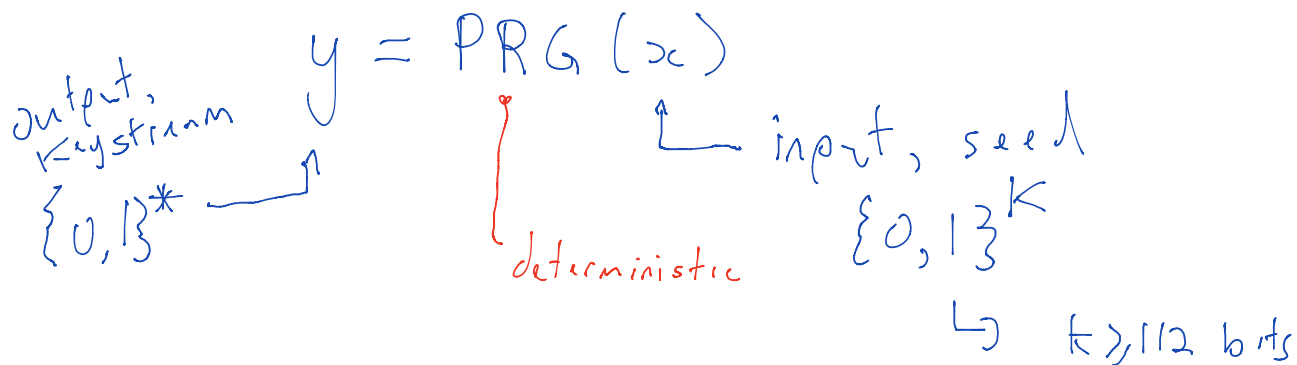 y = PRG (x)
output,
keystream
{0,1}*
input, seed
{0,1}^k
deterministic
k ≥ 112 bits